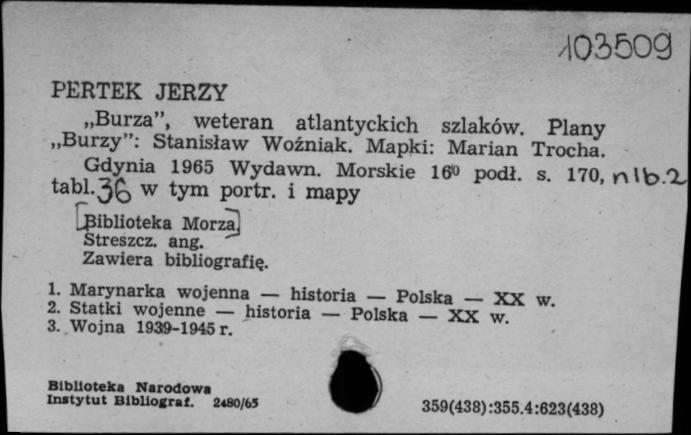 103509
PERTEK JERZY
„Burza”, weteran atlantyckich szlaków. Plany
„Burzy”: Stanisław Woźniak. Mapki: Marian Trocha.
Gdynia 1965 Wydawn. Morskie 16⁰ podł. s. 170, nlb. 2
tabl. 36 w tym portr. i mapy
[Biblioteka Morza]
Streszcz. ang.
Zawiera bibliografię.
1. Marynarka wojenna — historia — Polska — XX w.
2. Statki wojenne — historia — Polska — XX w.
3. Wojna 1939-1945 r.
Biblioteka Narodowa
Instytut Bibliograf. 2480/65
359(438):355.4:623(438)